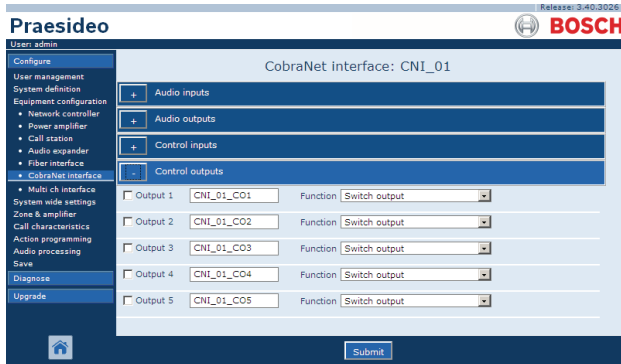 Release: 3.40.3026
Praesideo
BOSCH
User: admin
Configure
User management
System definition
Equipment configuration
• Network controller
• Power amplifier
• Call station
• Audio expander
• Fiber interface
• CobraNet interface
• Multi ch interface
System wide settings
Zone & amplifier
Call characteristics
Action programming
Audio processing
Save
Diagnose
Upgrade
CobraNet interface: CNI_01
+ Audio inputs
+ Audio outputs
+ Control inputs
- Control outputs
Output 1 CNI_01_CO1 Function Switch output
Output 2 CNI_01_CO2 Function Switch output
Output 3 CNI_01_CO3 Function Switch output
Output 4 CNI_01_CO4 Function Switch output
Output 5 CNI_01_CO5 Function Switch output
Submit